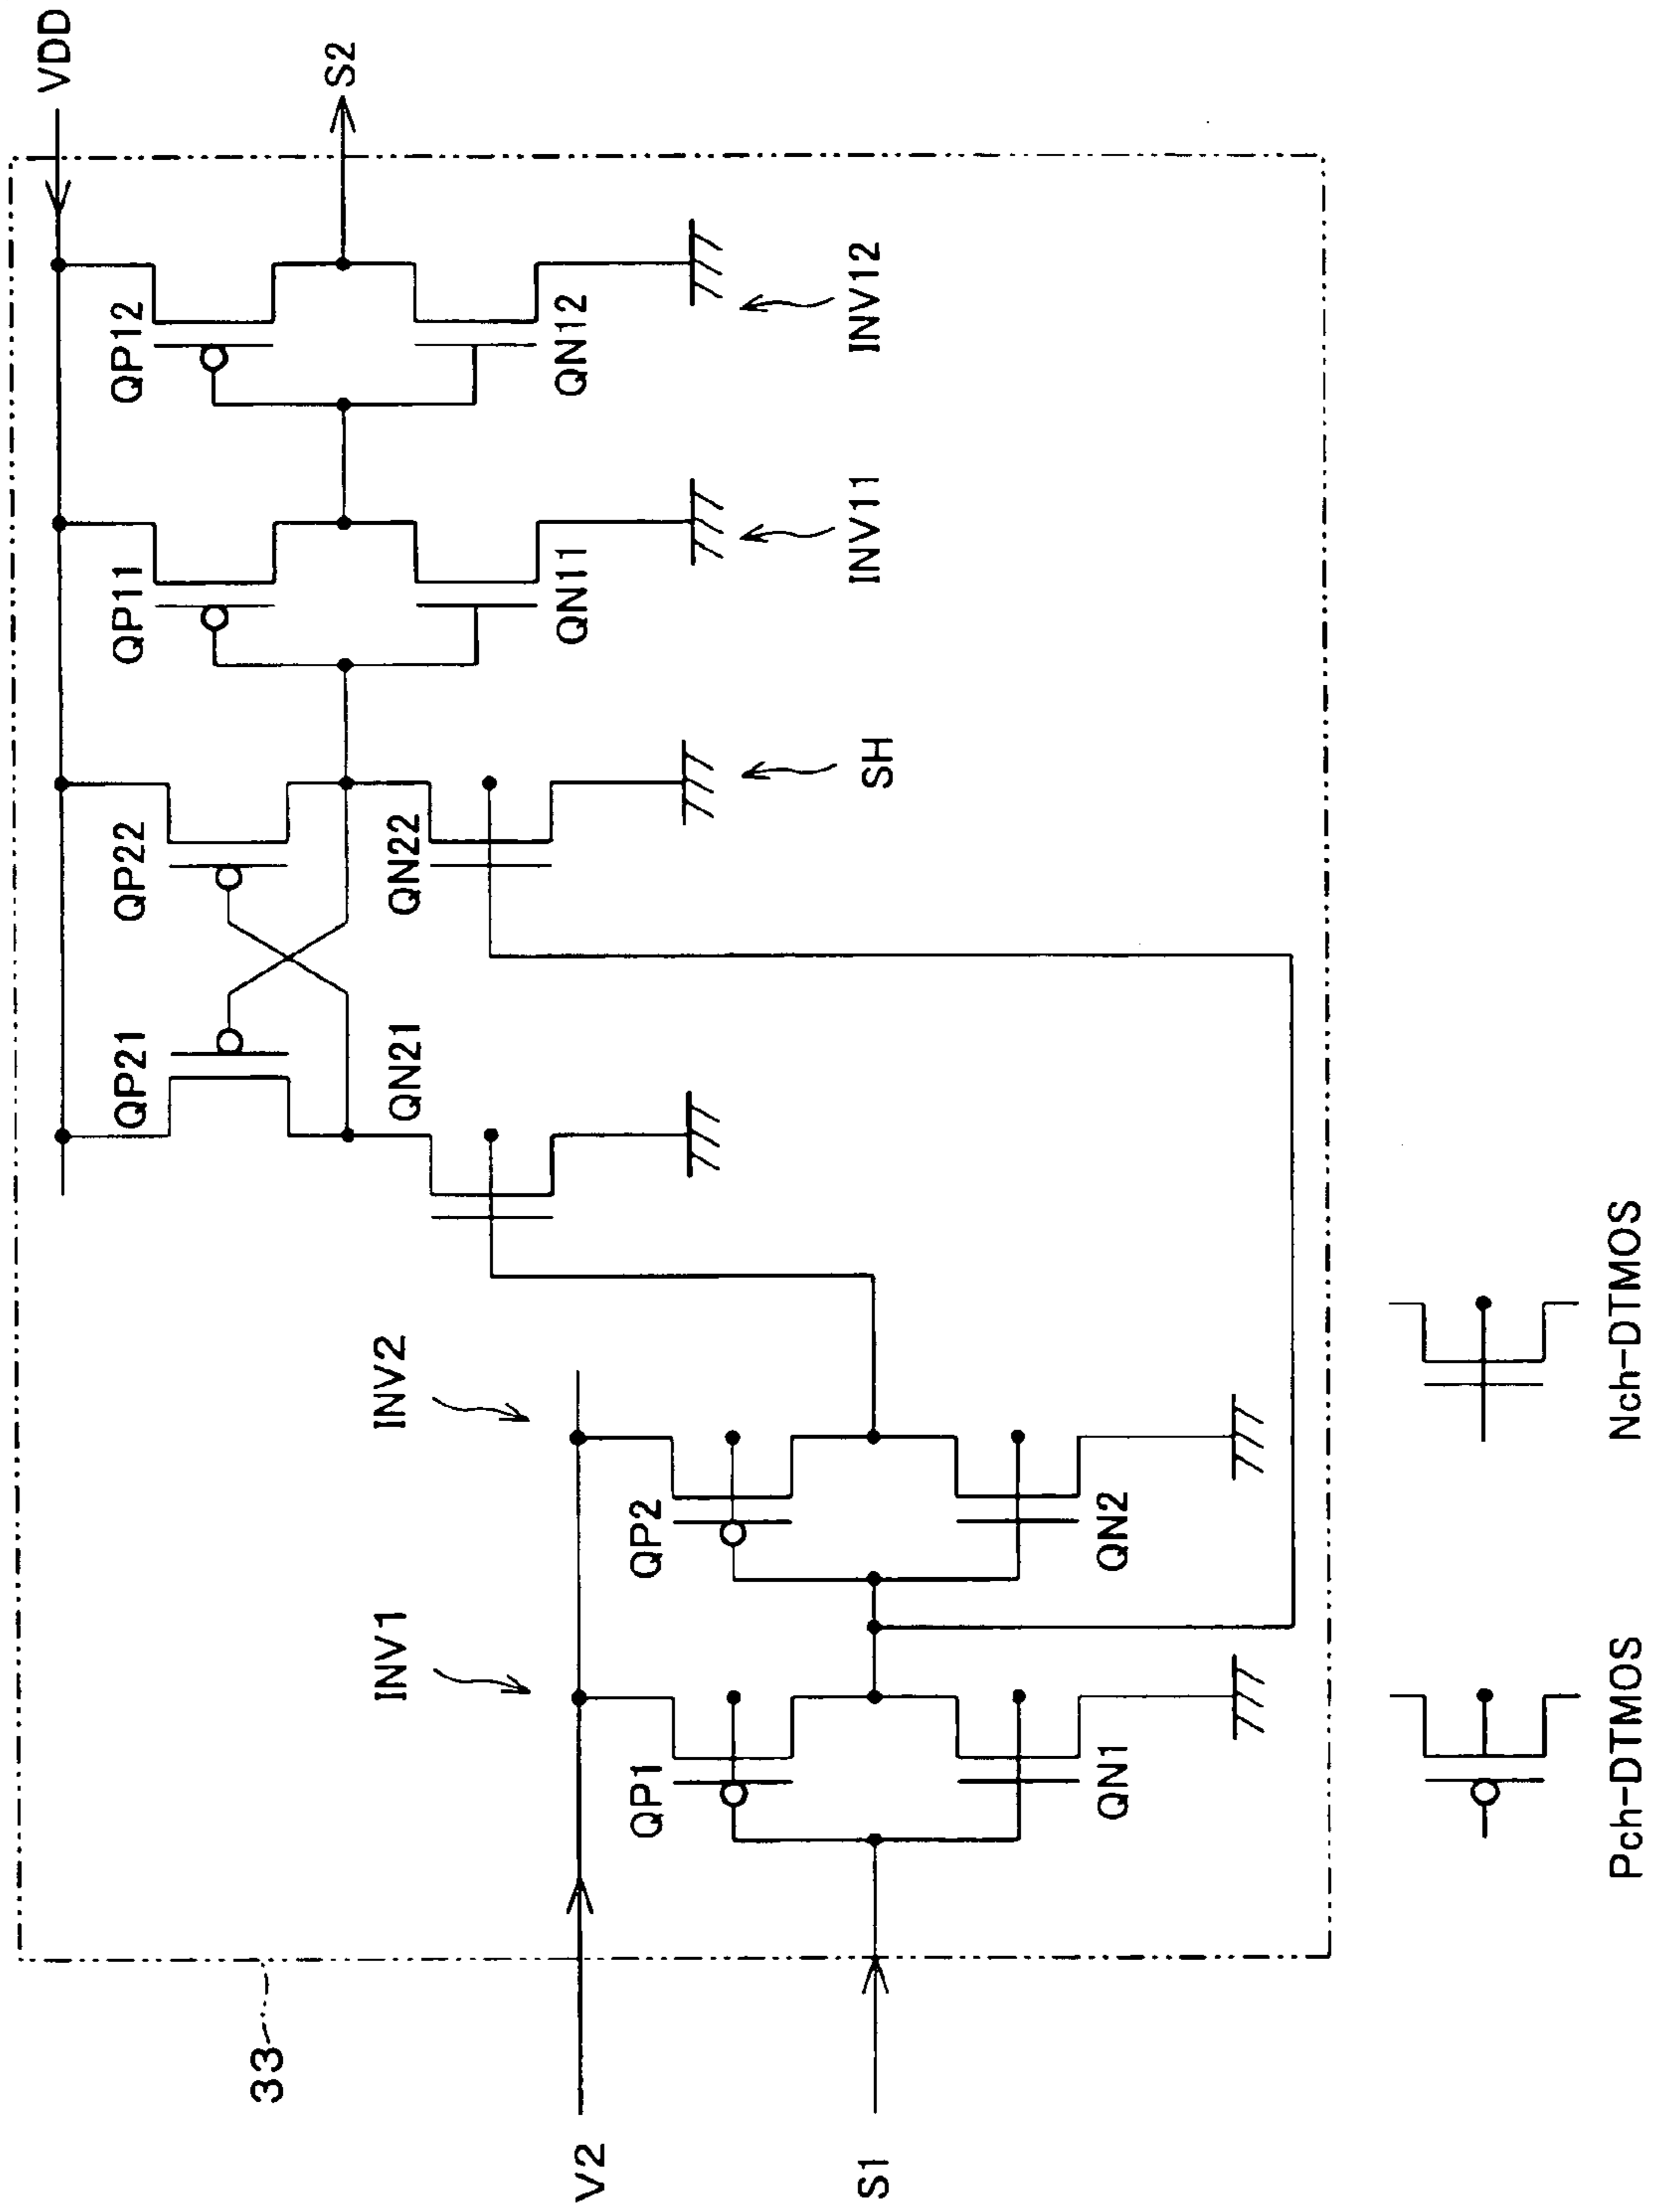 VDD
S2
QP12
QN12
INV12
QP11
QN11
INV11
QP22
QN22
SH
QP21
QN21
INV2
QP2
QN2
INV1
QP1
QN1
33
V2
S1
Pch-DTMOS
Nch-DTMOS